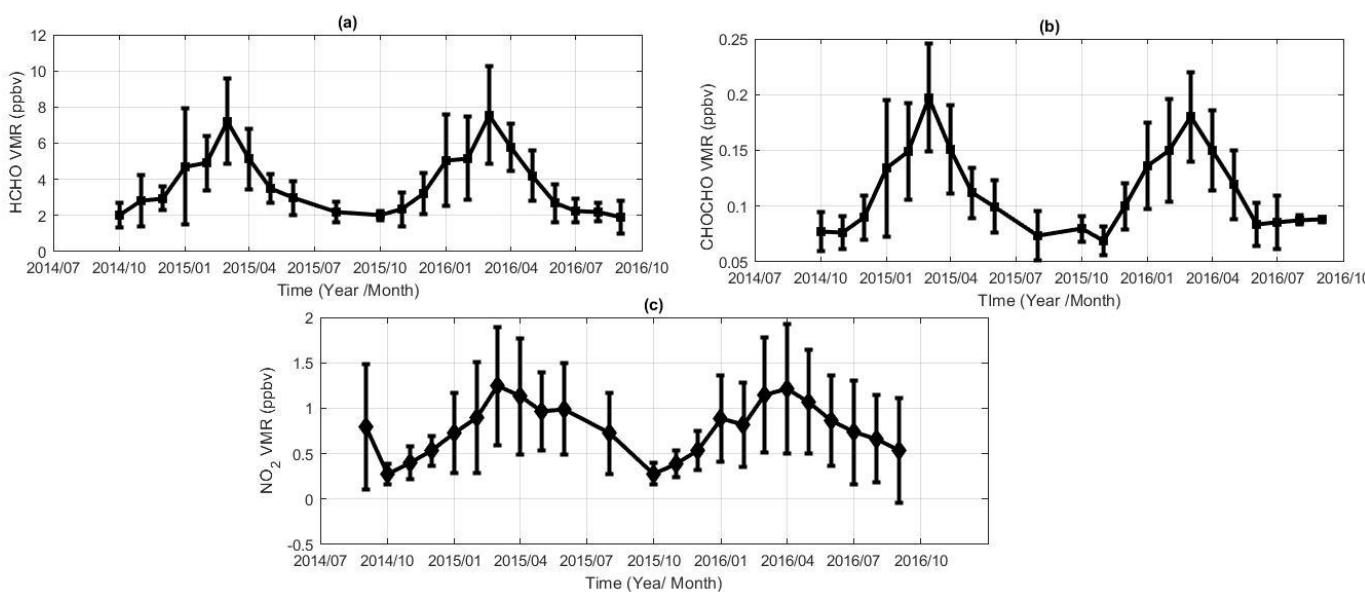 (a)
HCHO VMR (ppbv)
12
10
8
6
4
2
0
2014/07 2014/10 2015/01 2015/04 2015/07 2015/10 2016/01 2016/04 2016/07 2016/10
Time (Year /Month)
(b)
CHOCHO VMR (ppbv)
0.25
0.2
0.15
0.1
0.05
2014/07 2014/10 2015/01 2015/04 2015/07 2015/10 2016/01 2016/04 2016/07 2016/10
TIme (Year /Month)
(c)
NO2 VMR (ppbv)
2
1.5
1
0.5
0
-0.5
2014/07 2014/10 2015/01 2015/04 2015/07 2015/10 2016/01 2016/04 2016/07 2016/10
Time (Yea/ Month)